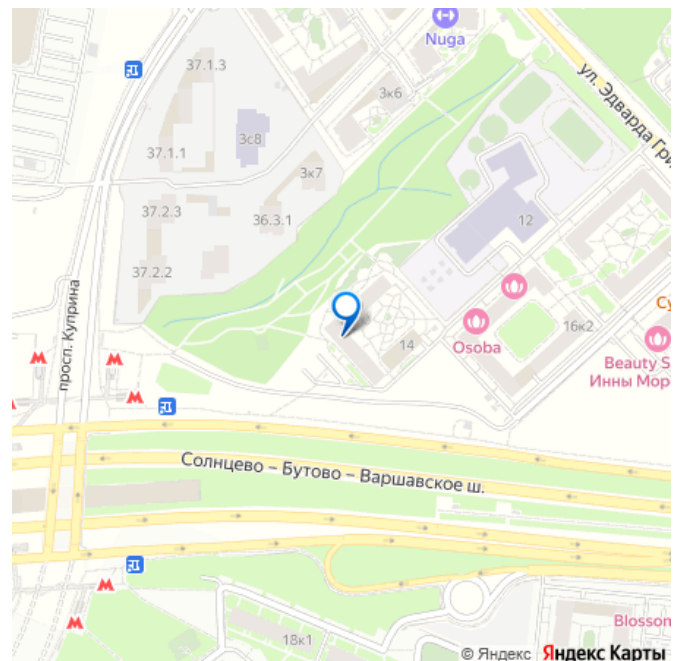 Nuga
37.1.3
3к6
ул. Эдварда Гри
3с8
37.1.1
3к7
12
37.2.3
36.3.1
37.2.2
просп. Куприна
Су
14
16к2
Osoba
Beauty S
Инны Мор
Солнцево – Бутово – Варшавское ш.
Blosson
18к1
© Яндекс Яндекс Карты